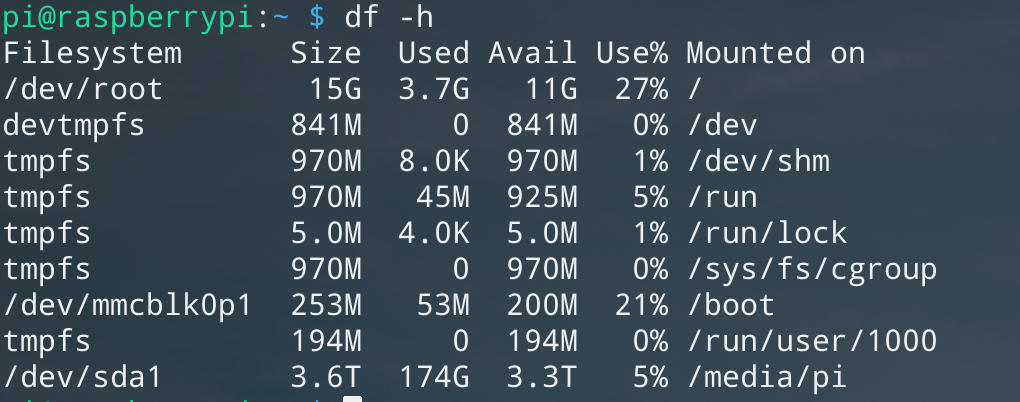 pi@raspberrypi:~ $ df -h
Filesystem      Size  Used Avail Use% Mounted on
/dev/root        15G  3.7G   11G  27% /
devtmpfs        841M     0  841M   0% /dev
tmpfs           970M  8.0K  970M   1% /dev/shm
tmpfs           970M   45M  925M   5% /run
tmpfs           5.0M  4.0K  5.0M   1% /run/lock
tmpfs           970M     0  970M   0% /sys/fs/cgroup
/dev/mmcblk0p1  253M   53M  200M  21% /boot
tmpfs           194M     0  194M   0% /run/user/1000
/dev/sda1       3.6T  174G  3.3T   5% /media/pi